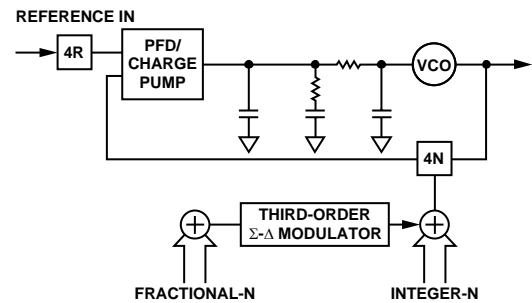 REFERENCE IN
4R
PFD/
CHARGE
PUMP
VCO
4N
THIRD-ORDER
Σ-Δ MODULATOR
FRACTIONAL-N
INTEGER-N